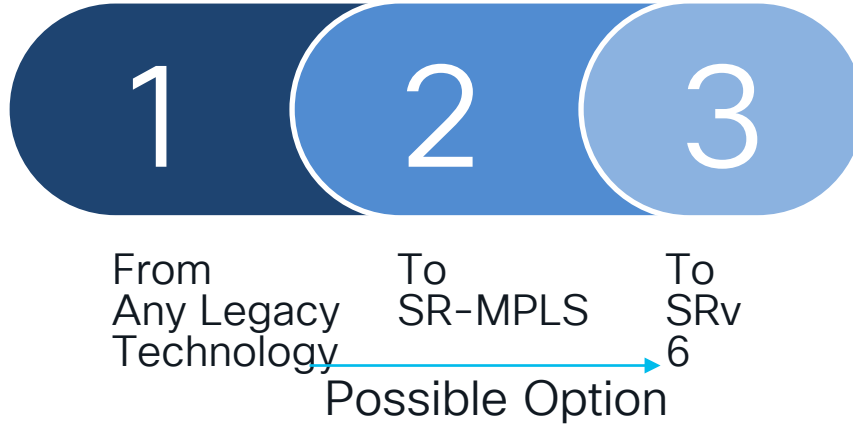 1
2
3
From
Any Legacy
Technology
To
SR-MPLS
To
SRv
6
Possible Option